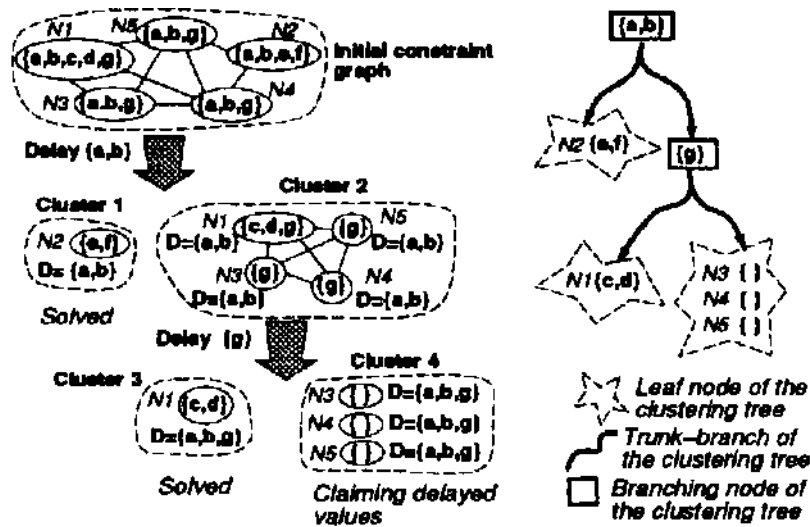 N1
N5
{a,b,g}
N2
{a,b,c,d,g}
{a,b,e,f}
Initial constraint
graph
N3
{a,b,g}
{a,b,g}
N4
Delay {a,b}
Cluster 1
N2 {e,f}
D= {a,b}
Solved
Cluster 2
N1
{c,d,g}
{g}
N5
D={a,b}
D={a,b}
N3
{g}
{g}
N4
D={a,b}
D={a,b}
Delay {g}
Cluster 3
N1
{c,d}
D={a,b,g}
Solved
Cluster 4
N3 { } D={a,b,g}
N4 { } D={a,b,g}
N5 { } D={a,b,g}
Claiming delayed
values
{a,b}
N2 {e,f}
{g}
N1 {c,d}
N3 { }
N4 { }
N5 { }
Leaf node of the
clustering tree
Trunk-branch of
the clustering tree
Branching node of
the clustering tree